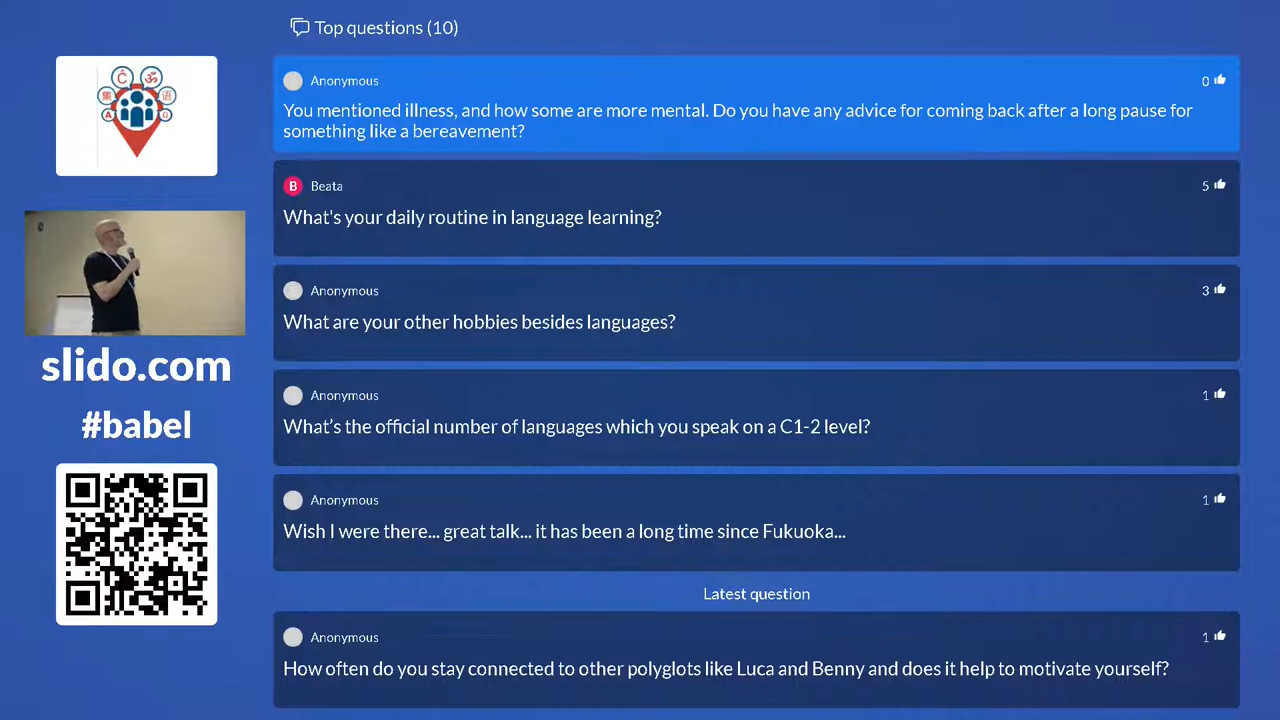 Top questions (10)
Anonymous
0
You mentioned illness, and how some are more mental. Do you have any advice for coming back after a long pause for
something like a bereavement?
B
Beata
5
What's your daily routine in language learning?
Anonymous
3
What are your other hobbies besides languages?
Anonymous
1
What’s the official number of languages which you speak on a C1-2 level?
Anonymous
1
Wish I were there... great talk... it has been a long time since Fukuoka...
Latest question
Anonymous
1
How often do you stay connected to other polyglots like Luca and Benny and does it help to motivate yourself?
Ĉ
ॐ
集
语
A
Ω
slido.com
#babel